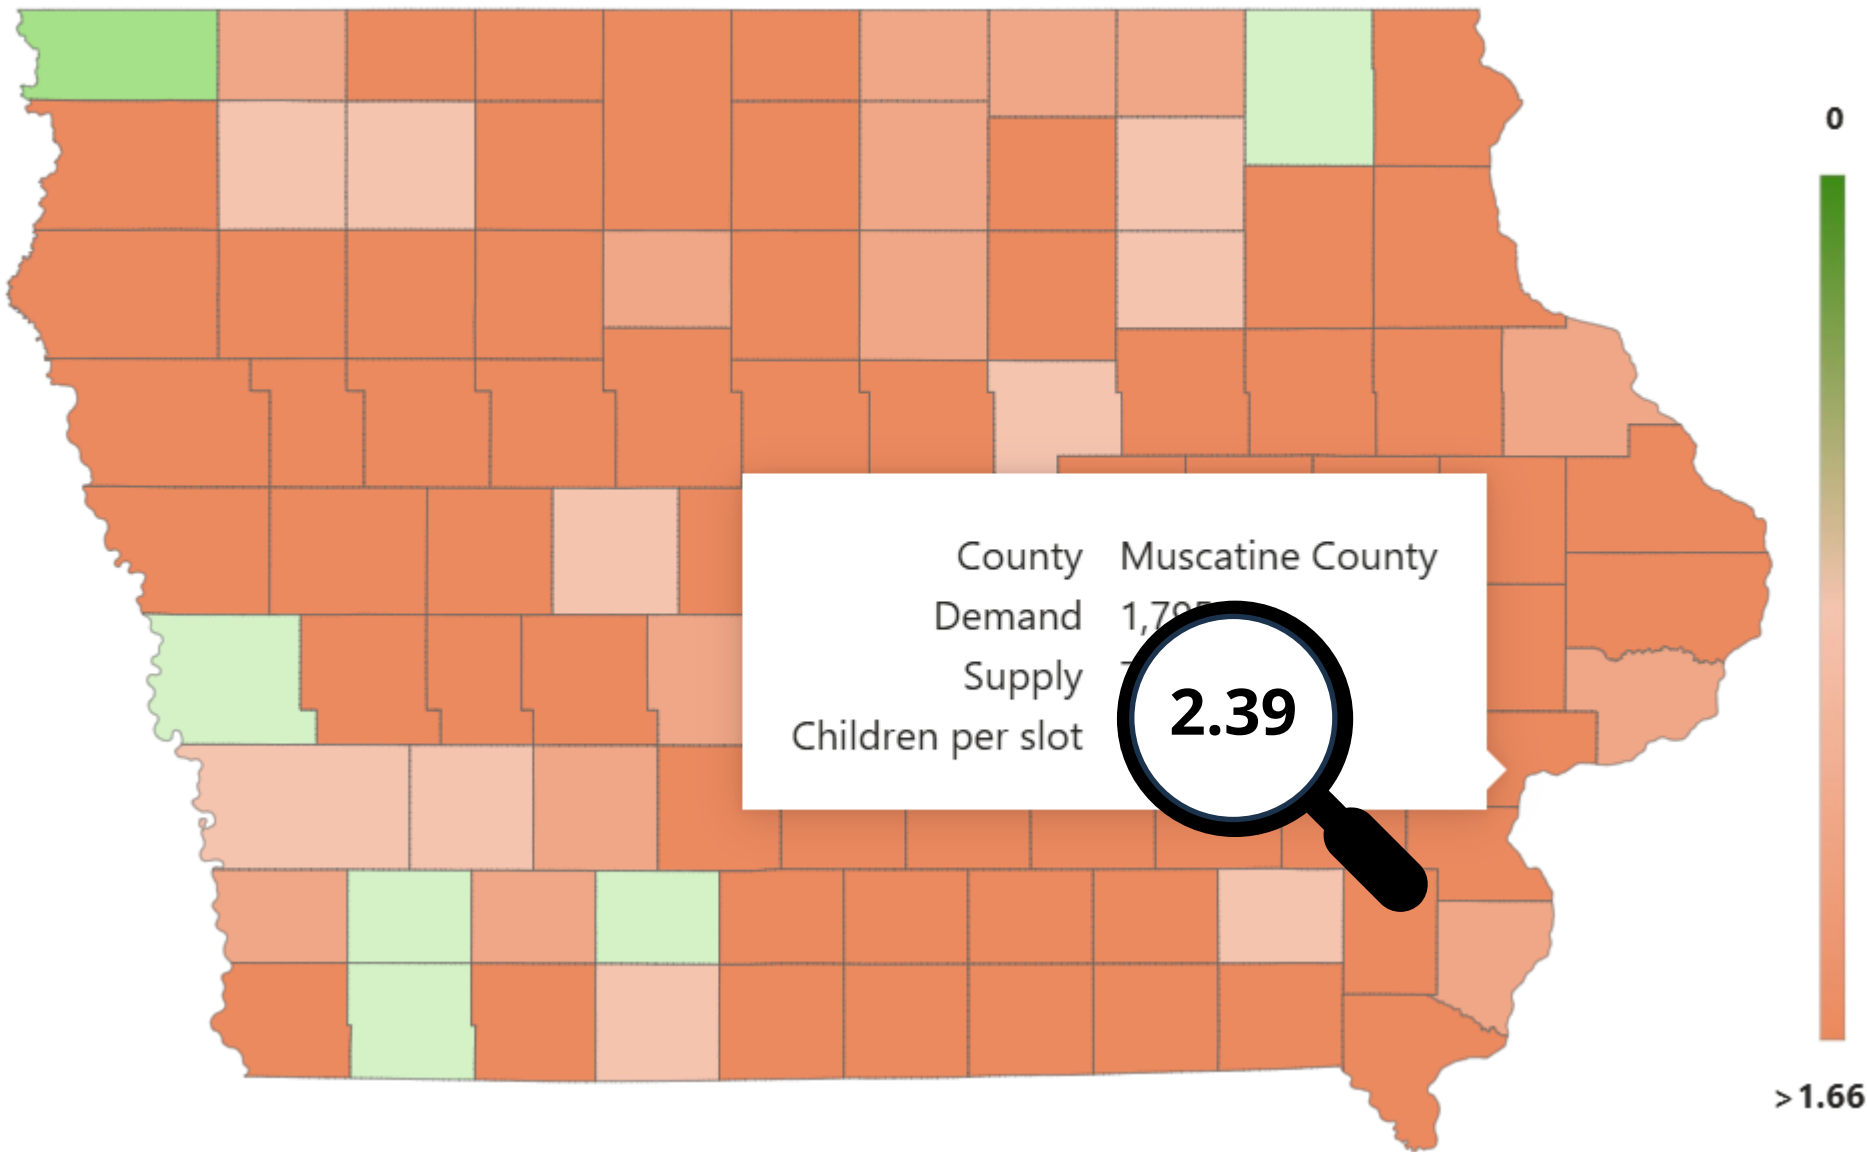 0
County Muscatine County
Demand
Supply
Children per slot 2.39
>1.66